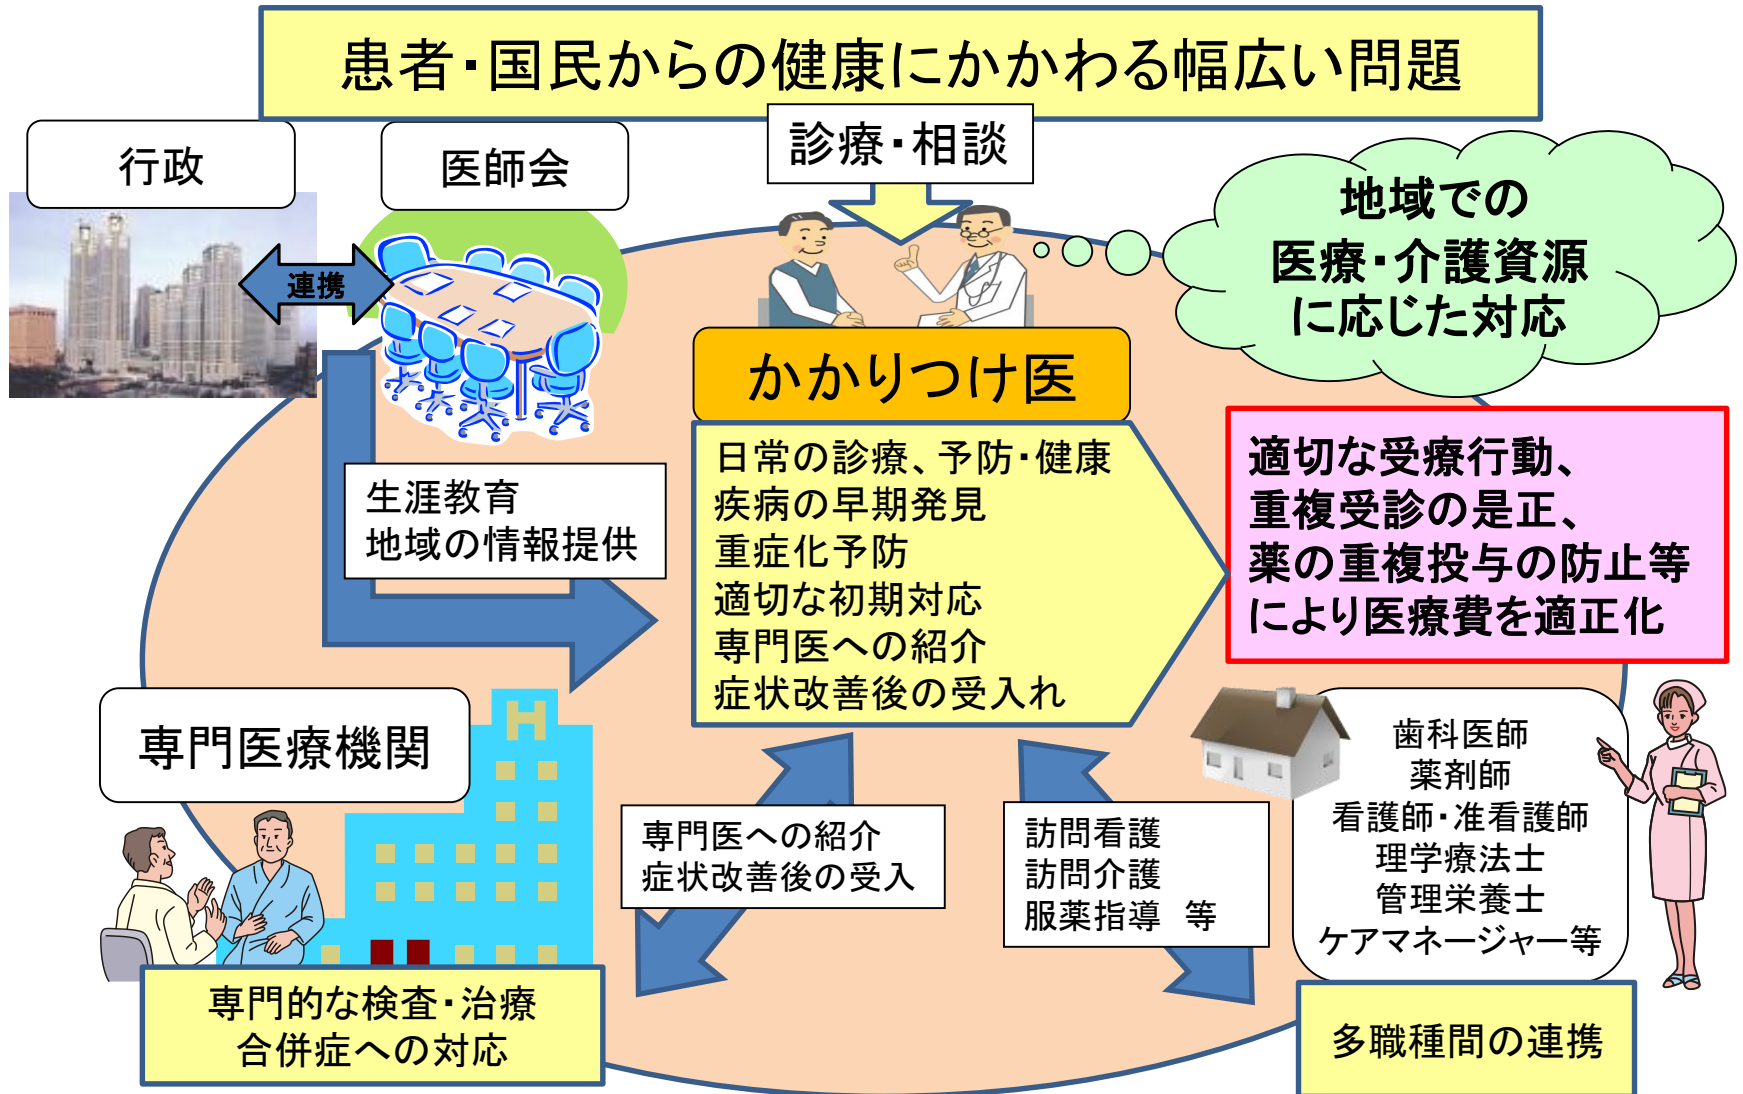 患者・国民からの健康にかかわる幅広い問題
診療・相談
行政
医師会
連携
地域での
医療・介護資源
に応じた対応
かかりつけ医
日常の診療、予防・健康
疾病の早期発見
重症化予防
適切な初期対応
専門医への紹介
症状改善後の受入れ
適切な受療行動、
重複受診の是正、
薬の重複投与の防止等
により医療費を適正化
生涯教育
地域の情報提供
専門医療機関
H
専門医への紹介
症状改善後の受入
訪問看護
訪問介護
服薬指導 等
歯科医師
薬剤師
看護師・准看護師
理学療法士
管理栄養士
ケアマネージャー等
専門的な検査・治療
合併症への対応
多職種間の連携